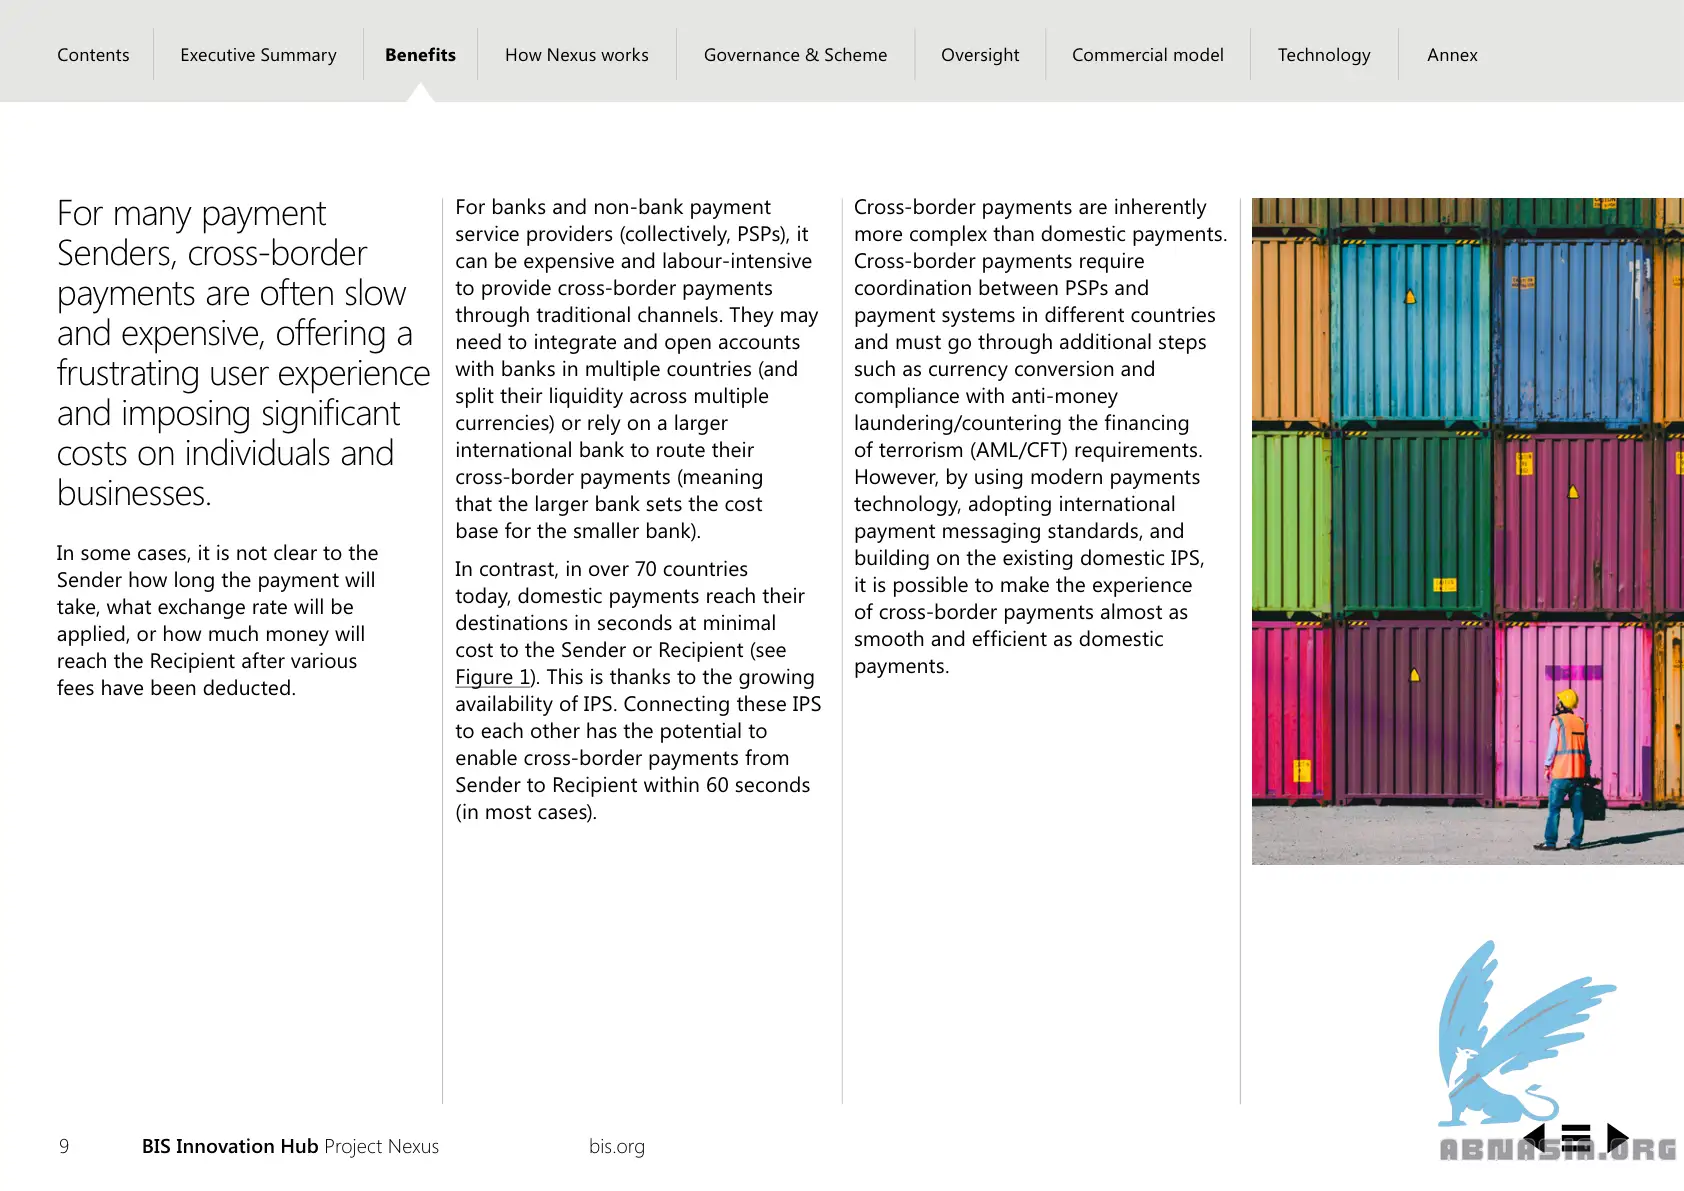 Contents
Executive Summary
Benefits
How Nexus works
Governance & Scheme
Oversight
Commercial model
Technology
Annex
For many payment
Senders, cross-border
payments are often slow
and expensive, offering a
frustrating user experience
and imposing significant
costs on individuals and
businesses.
In some cases, it is not clear to the
Sender how long the payment will
take, what exchange rate will be
applied, or how much money will
reach the Recipient after various
fees have been deducted.
For banks and non-bank payment
service providers (collectively, PSPs), it
can be expensive and labour-intensive
to provide cross-border payments
through traditional channels. They may
need to integrate and open accounts
with banks in multiple countries (and
split their liquidity across multiple
currencies) or rely on a larger
international bank to route their
cross-border payments (meaning
that the larger bank sets the cost
base for the smaller bank).
In contrast, in over 70 countries
today, domestic payments reach their
destinations in seconds at minimal
cost to the Sender or Recipient (see
Figure 1). This is thanks to the growing
availability of IPS. Connecting these IPS
to each other has the potential to
enable cross-border payments from
Sender to Recipient within 60 seconds
(in most cases).
Cross-border payments are inherently
more complex than domestic payments.
Cross-border payments require
coordination between PSPs and
payment systems in different countries
and must go through additional steps
such as currency conversion and
compliance with anti-money
laundering/countering the financing
of terrorism (AML/CFT) requirements.
However, by using modern payments
technology, adopting international
payment messaging standards, and
building on the existing domestic IPS,
it is possible to make the experience
of cross-border payments almost as
smooth and efficient as domestic
payments.
9
BIS Innovation Hub Project Nexus
bis.org
ABNASIA.ORG